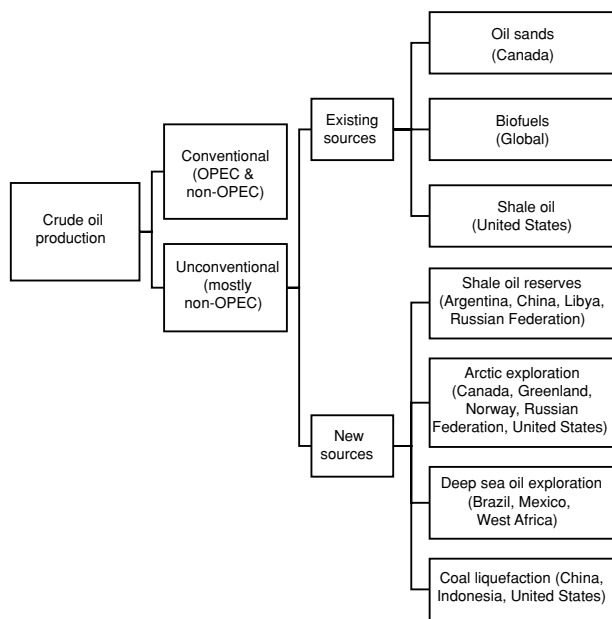 Crude oil
production
Conventional
(OPEC &
non-OPEC)
Unconventional
(mostly
non-OPEC)
Existing
sources
Oil sands
(Canada)
Biofuels
(Global)
Shale oil
(United States)
New
sources
Shale oil reserves
(Argentina, China, Libya,
Russian Federation)
Arctic exploration
(Canada, Greenland,
Norway, Russian
Federation, United States)
Deep sea oil exploration
(Brazil, Mexico,
West Africa)
Coal liquefaction (China,
Indonesia, United States)